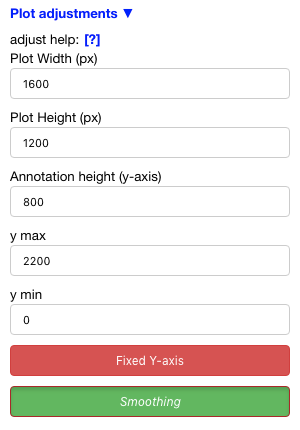 Plot adjustments ▼
adjust help: [?]
Plot Width (px)
1600
Plot Height (px)
1200
Annotation height (y-axis)
800
y max
2200
y min
0
Fixed Y-axis
Smoothing